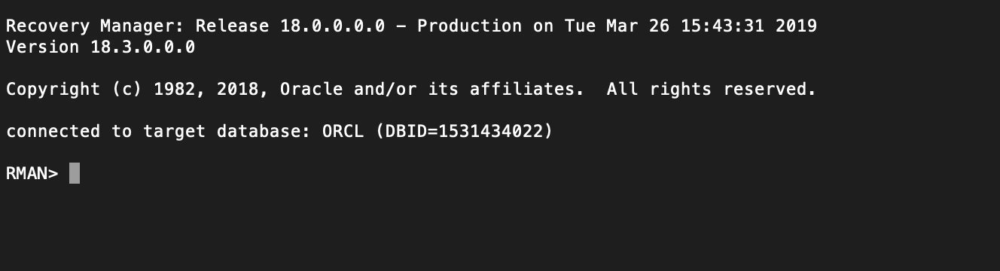 Recovery Manager: Release 18.0.0.0.0 - Production on Tue Mar 26 15:43:31 2019
Version 18.3.0.0.0
Copyright (c) 1982, 2018, Oracle and/or its affiliates.  All rights reserved.
connected to target database: ORCL (DBID=1531434022)
RMAN>